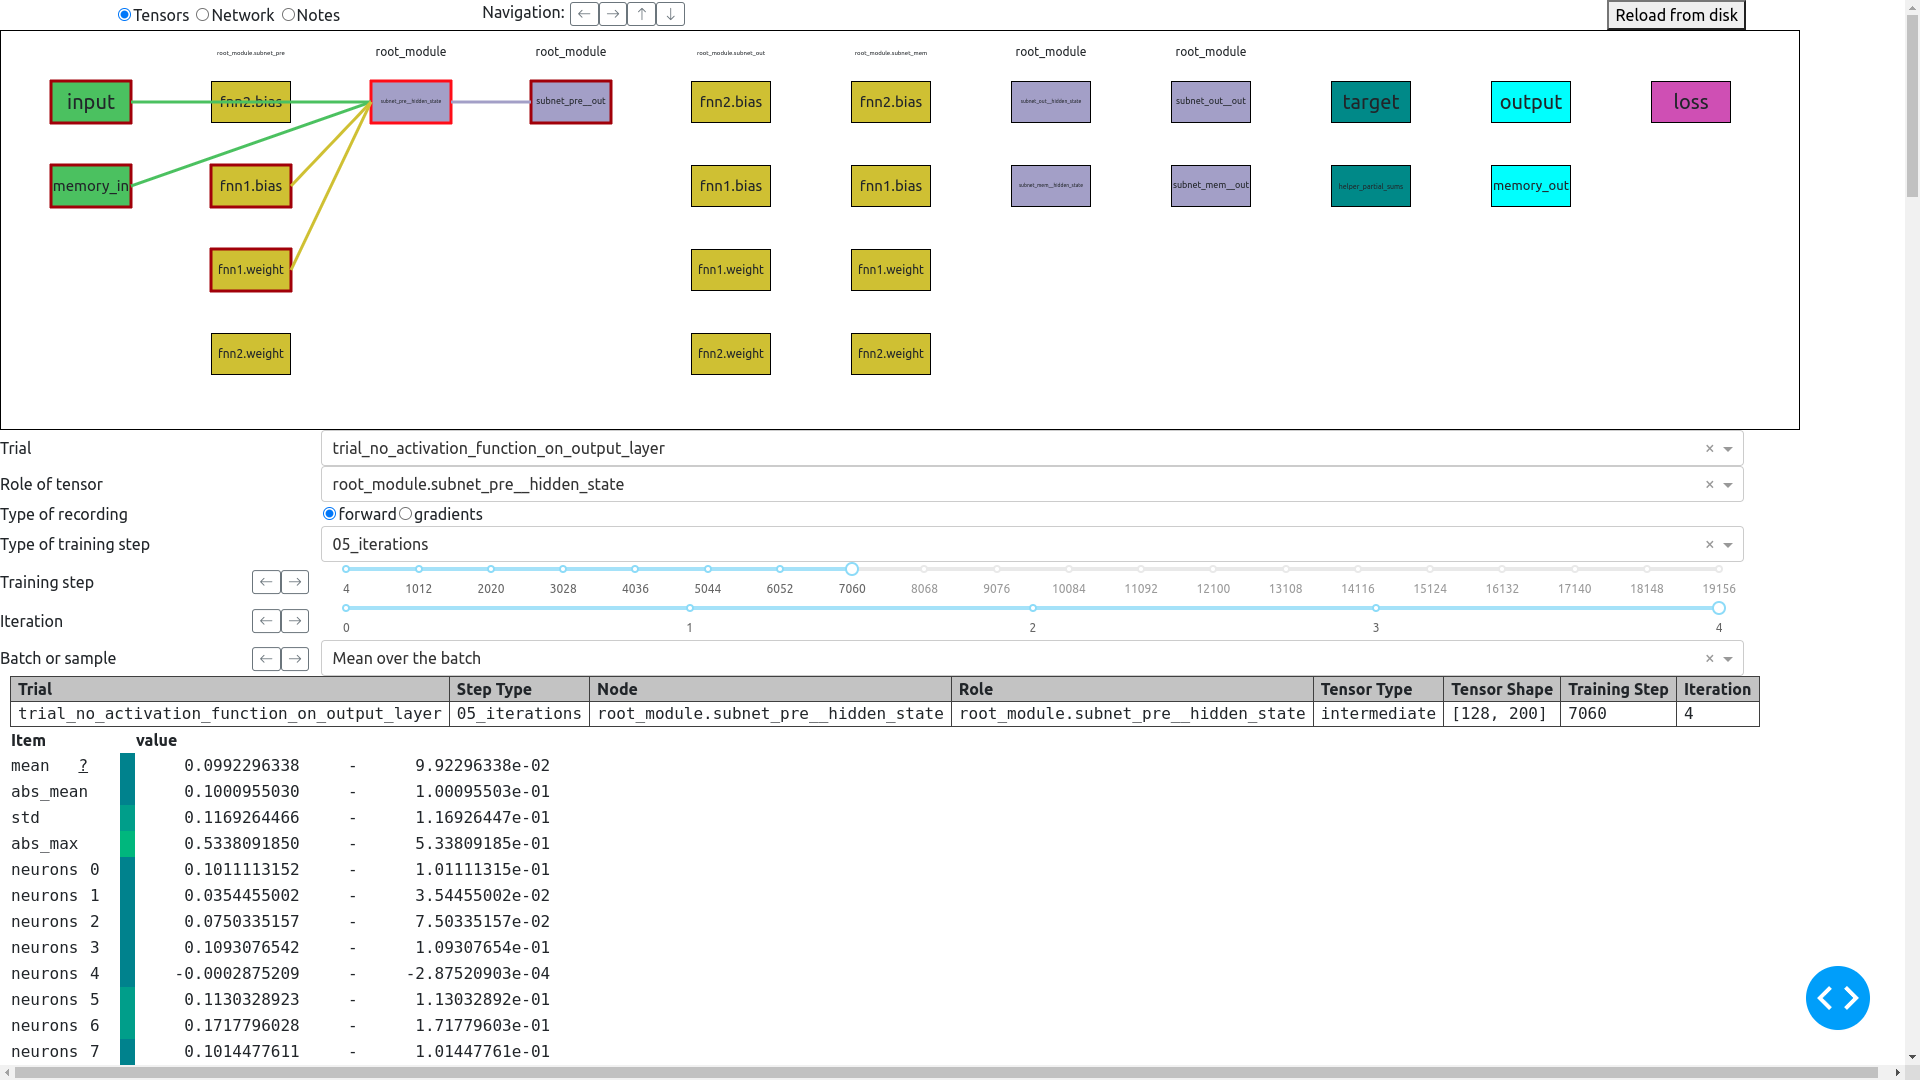 Tensors Network Notes Navigation: ← → ↑ ↓ Reload from disk
root_module.subnet_pre root_module root_module root_module.subnet_out root_module.subnet_mem root_module root_module
input fnn2.bias subnet_pre__hidden_state subnet_pre__out fnn2.bias fnn2.bias subnet_out__hidden_state subnet_out__out target output loss
memory_in fnn1.bias fnn1.bias fnn1.bias subnet_mem__hidden_state subnet_mem__out helper_partial_sums memory_out
fnn1.weight fnn1.weight fnn1.weight
fnn2.weight fnn2.weight fnn2.weight
Trial trial_no_activation_function_on_output_layer × 
Role of tensor root_module.subnet_pre__hidden_state ×
Type of recording forward gradients
Type of training step 05_iterations ×
Training step ← →
4 1012 2020 3028 4036 5044 6052 7060 8068 9076 10084 11092 12100 13108 14116 15124 16132 17140 18148 19156
Iteration ← →
0 1 2 3 4
Batch or sample ← → Mean over the batch ×
Trial Step Type Node Role Tensor Type Tensor Shape Training Step Iteration
trial_no_activation_function_on_output_layer 05_iterations root_module.subnet_pre__hidden_state root_module.subnet_pre__hidden_state intermediate [128, 200] 7060 4
Item value
mean ? 0.0992296338 - 9.92296338e-02
abs_mean 0.1000955030 - 1.00095503e-01
std 0.1169264466 - 1.16926447e-01
abs_max 0.5338091850 - 5.33809185e-01
neurons 0 0.1011113152 - 1.01111315e-01
neurons 1 0.0354455002 - 3.54455002e-02
neurons 2 0.0750335157 - 7.50335157e-02
neurons 3 0.1093076542 - 1.09307654e-01
neurons 4 -0.0002875209 - -2.87520903e-04
neurons 5 0.1130328923 - 1.13032892e-01
neurons 6 0.1717796028 - 1.71779603e-01
neurons 7 0.1014477611 - 1.01447761e-01